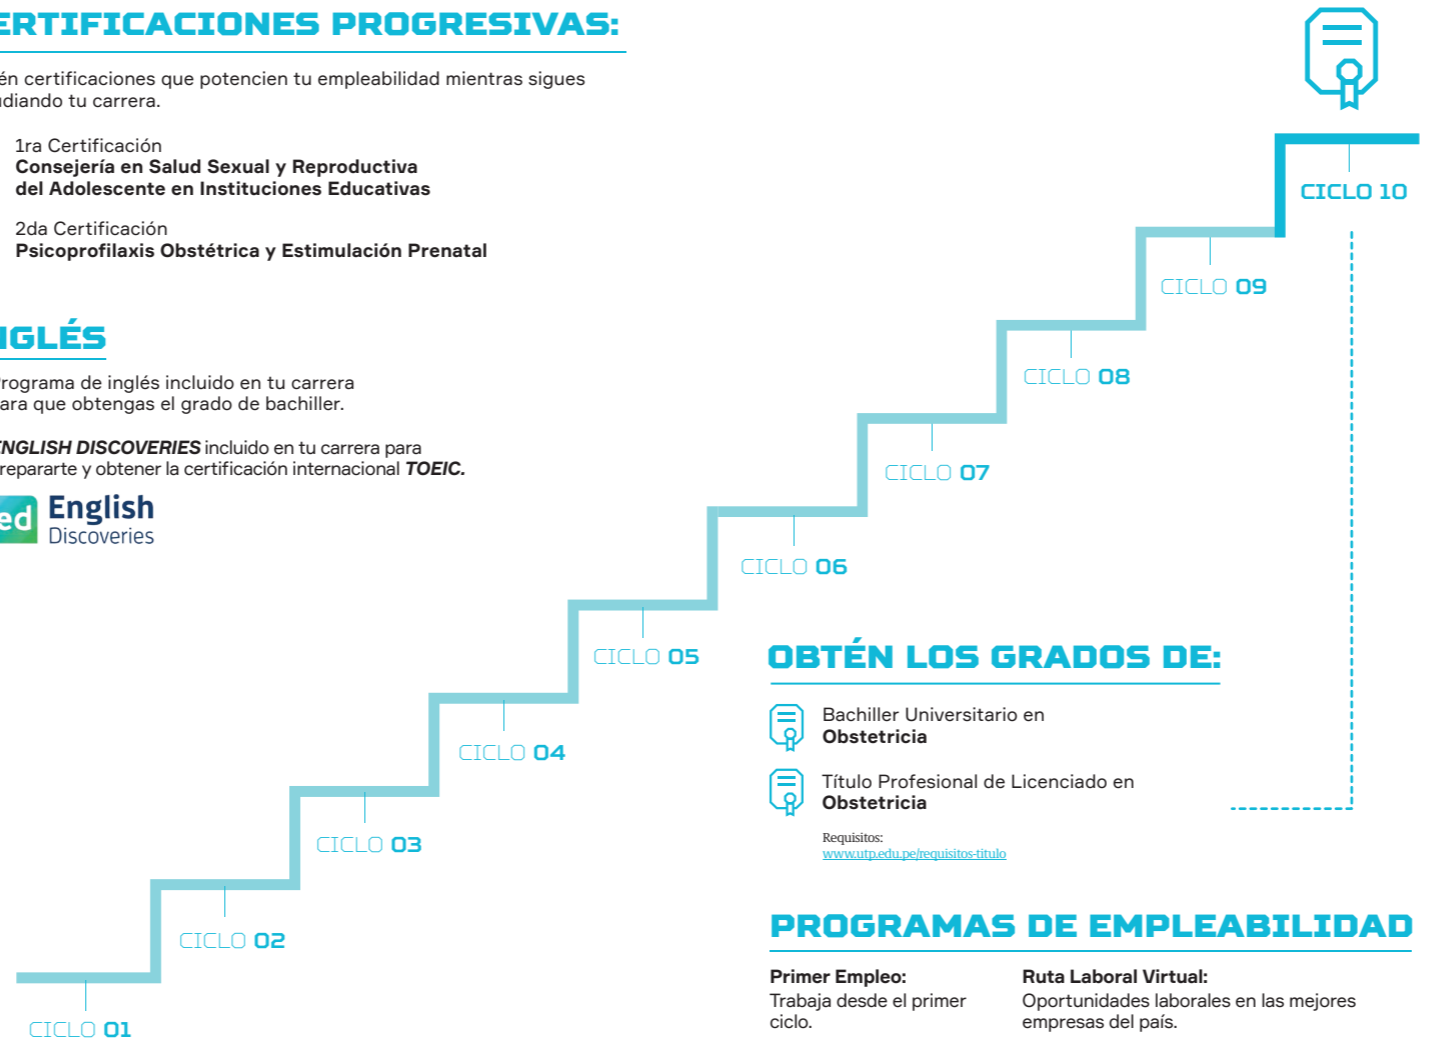 ERTIFICACIONES PROGRESIVAS:
én certificaciones que potencien tu empleabilidad mientras sigues
udiando tu carrera.
1ra Certificación
Consejería en Salud Sexual y Reproductiva
del Adolescente en Instituciones Educativas
2da Certificación
Psicoprofilaxis Obstétrica y Estimulación Prenatal
NGLÉS
Programa de inglés incluido en tu carrera
para que obtengas el grado de bachiller.
ENGLISH DISCOVERIES incluido en tu carrera para
prepararte y obtener la certificación internacional TOEIC.
ed English
Discoveries
CICLO 10
CICLO 09
CICLO 08
CICLO 07
CICLO 06
CICLO 05
CICLO 04
CICLO 03
CICLO 02
CICLO 01
OBTÉN LOS GRADOS DE:
Bachiller Universitario en
Obstetricia
Título Profesional de Licenciado en
Obstetricia
Requisitos:
www.utp.edu.pe/requisitos-titulo
PROGRAMAS DE EMPLEABILIDAD
Primer Empleo:
Trabaja desde el primer
ciclo.
Ruta Laboral Virtual:
Oportunidades laborales en las mejores
empresas del país.